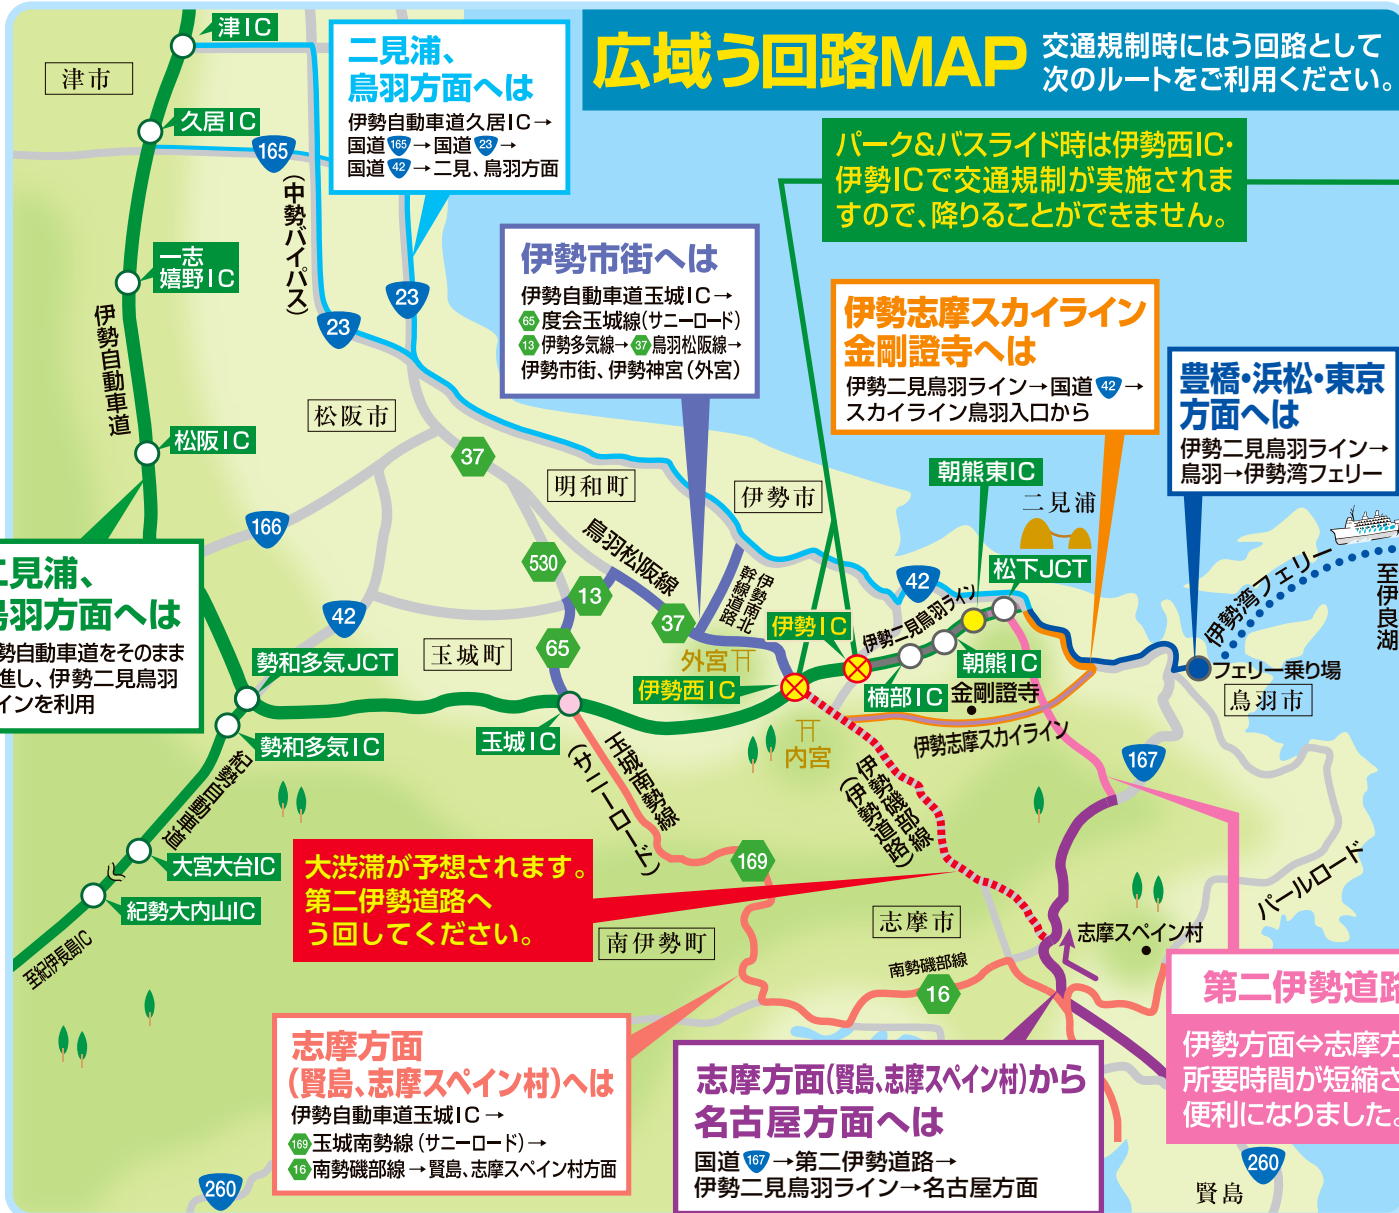 広域う回路MAP
交通規制時にはう回路として
次のルートをご利用ください。
津IC
津市
久居IC
165
(中勢バイパス)
一志
嬉野IC
伊勢自動車道
23
23
松阪市
松阪IC
二見浦、
鳥羽方面へは
伊勢自動車道久居IC→
国道165→国道23→
国道42→二見、鳥羽方面
パーク&バスライド時は伊勢西IC・
伊勢ICで交通規制が実施されま
すので、降りることができません。
伊勢市街へは
伊勢自動車道玉城IC→
65度会玉城線(サニーロード)
13伊勢多気線→37鳥羽松阪線→
伊勢市街、伊勢神宮(外宮)
伊勢志摩スカイライン
金剛證寺へは
伊勢二見鳥羽ライン→国道42→
スカイライン鳥羽入口から
豊橋・浜松・東京
方面へは
伊勢二見鳥羽ライン→
鳥羽→伊勢湾フェリー
37
明和町
伊勢市
朝熊東IC
二見浦
166
530
鳥羽松阪線
13
37
伊勢南北
幹線道路
42
松下JCT
伊勢湾フェリー
至伊良湖
見浦、
羽方面へは
勢自動車道をそのまま
進し、伊勢二見鳥羽
インを利用
42
勢和多気JCT
玉城町
65
外宮
伊勢IC
伊勢二見鳥羽ライン
朝熊IC
楠部IC
金剛證寺
フェリー乗り場
鳥羽市
伊勢西IC
内宮
伊勢志摩スカイライン
勢和多気IC
玉城IC
玉城南勢線
(サニーロード)
伊勢磯部線
(伊勢道路)
167
紀勢自動車道
大宮大台IC
紀勢大内山IC
至紀伊長島IC
大渋滞が予想されます。
第二伊勢道路へ
う回してください。
169
南伊勢町
志摩市
南勢磯部線
16
志摩スペイン村
パールロード
第二伊勢道路
伊勢方面⇔志摩方
所要時間が短縮さ
便利になりました。
志摩方面
(賢島、志摩スペイン村)へは
伊勢自動車道玉城IC→
169玉城南勢線(サニーロード)→
16南勢磯部線→賢島、志摩スペイン村方面
志摩方面(賢島、志摩スペイン村)から
名古屋方面へは
国道167→第二伊勢道路→
伊勢二見鳥羽ライン→名古屋方面
260
260
賢島